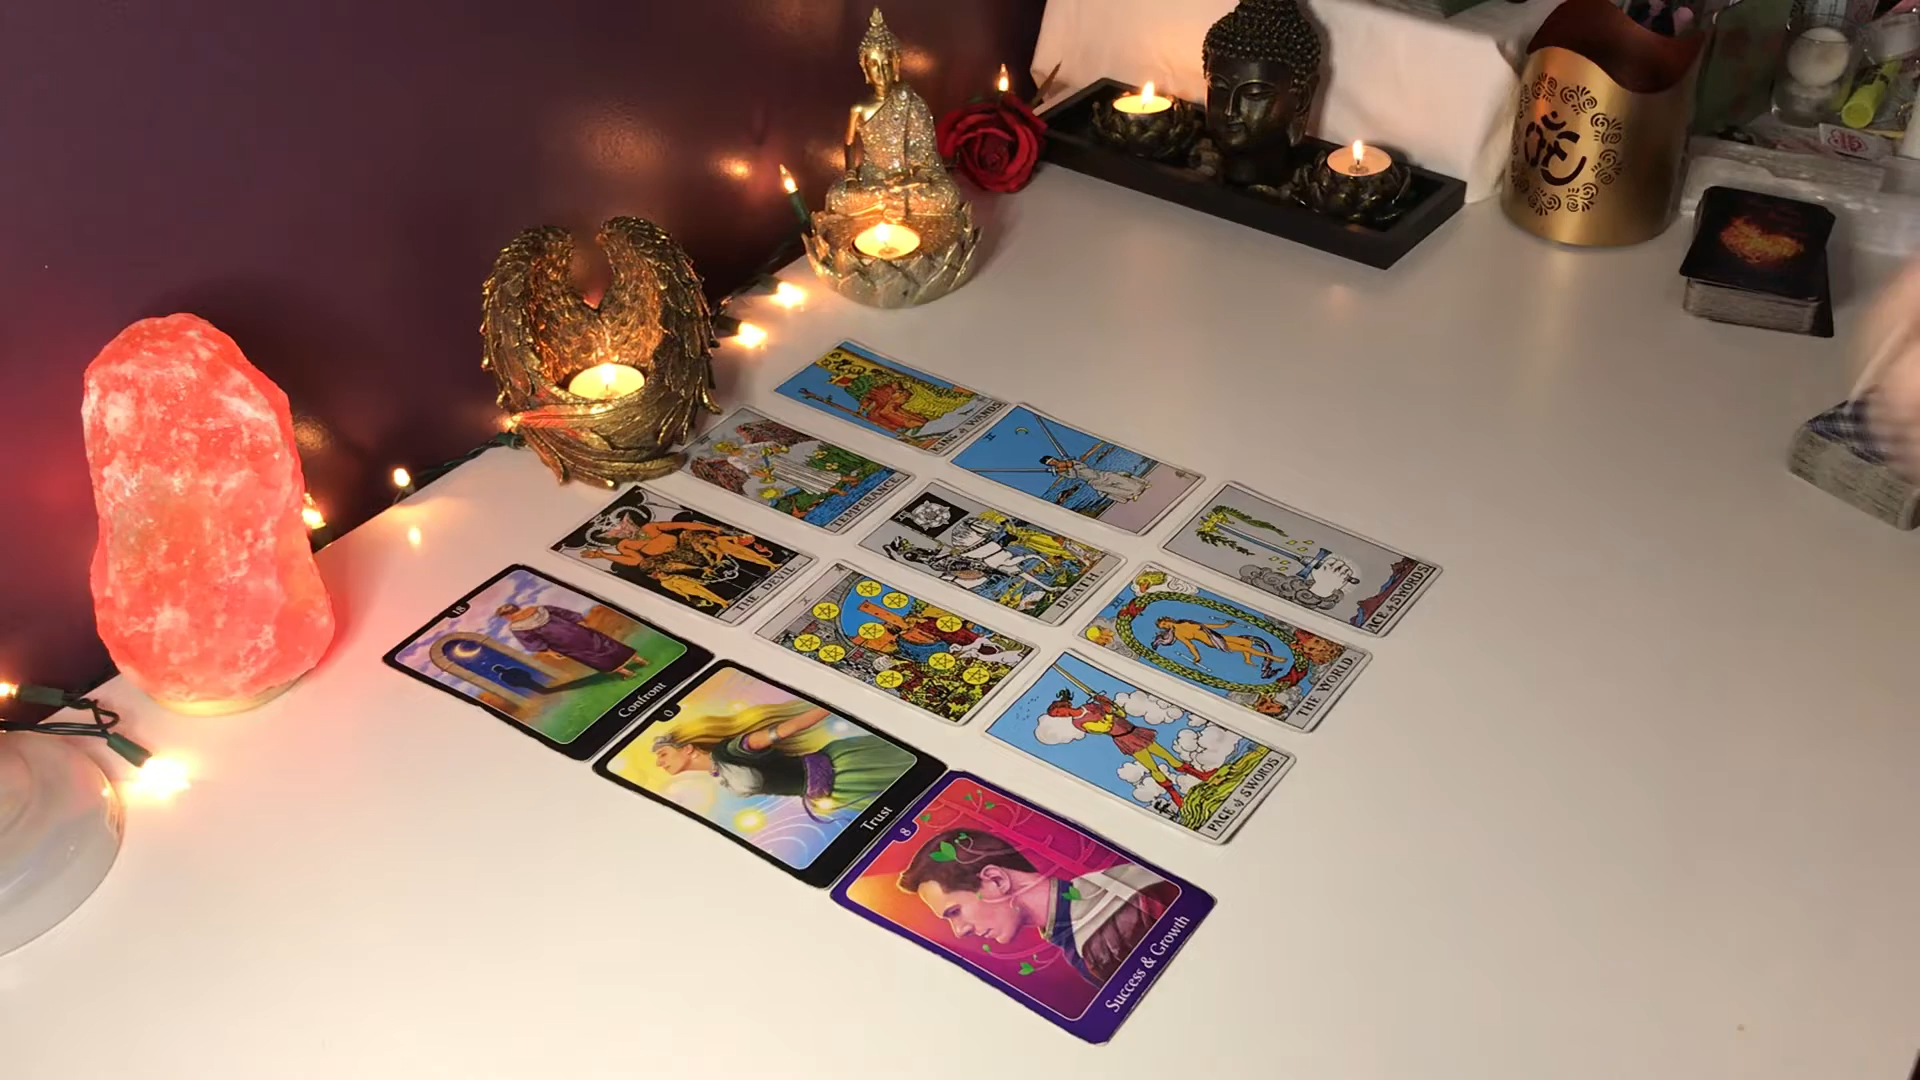 KING of WANDS.
II
TEMPERANCE.
ACE of SWORDS.
THE DEVIL.
DEATH.
X
THE WORLD.
PAGE of SWORDS.
18
Confront
0
Trust
8
Success & Growth
ॐ